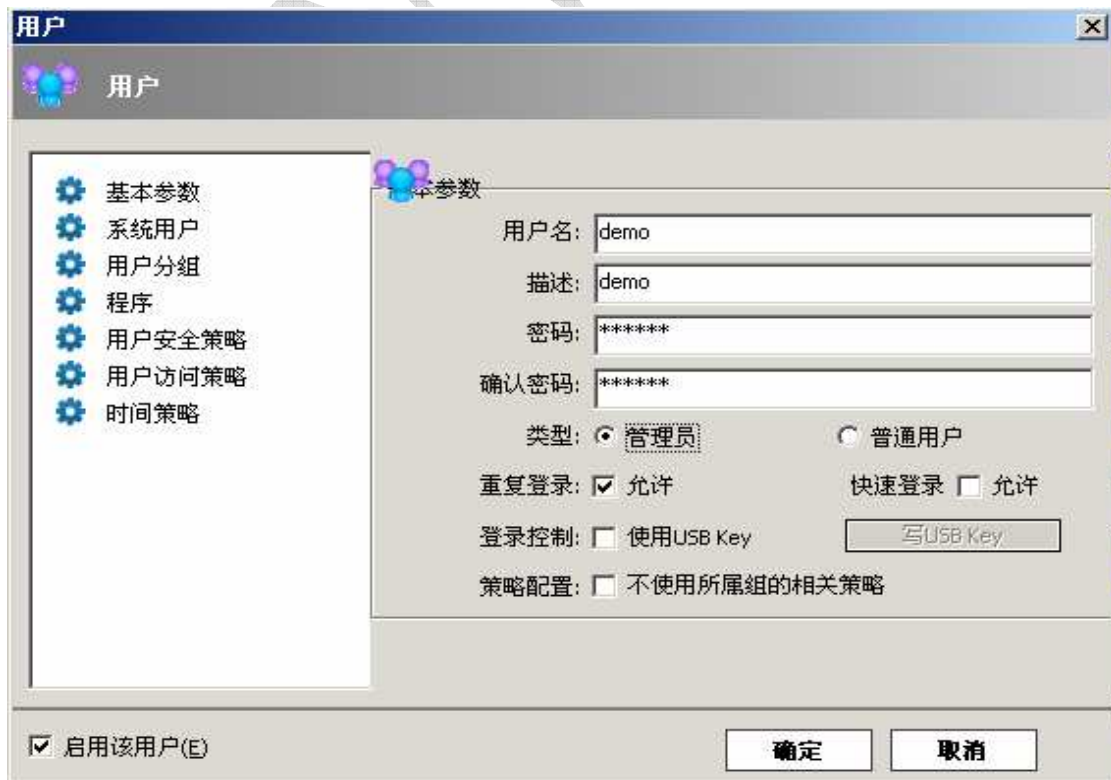 用户
用户
基本参数
系统用户
用户分组
程序
用户安全策略
用户访问策略
时间策略
基本参数
用户名: demo
描述: demo
密码: ******
确认密码: ******
类型: 管理员 普通用户
重复登录: 允许 快速登录 允许
登录控制: 使用USB Key 写USB Key
策略配置: 不使用所属组的相关策略
启用该用户(E) 确定 取消